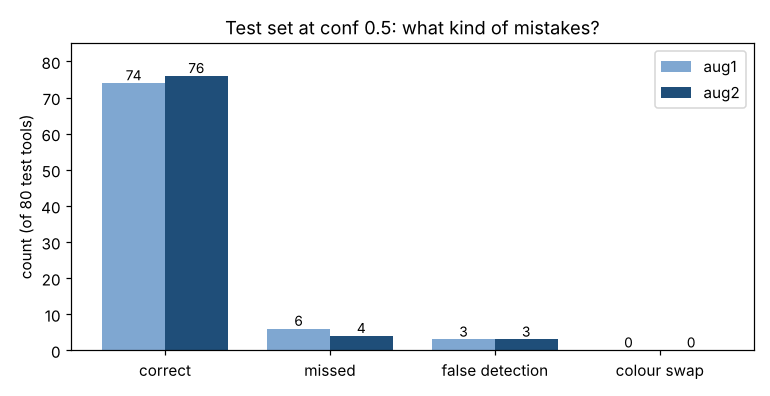 Test set at conf 0.5: what kind of mistakes?
aug1
aug2
count (of 80 test tools)
80
70
60
50
40
30
20
10
0
74
76
6
4
3
3
0
0
correct
missed
false detection
colour swap